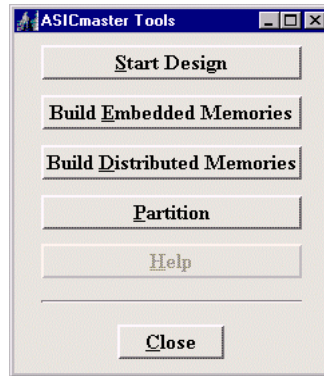 ASICmaster Tools
Start Design
Build Embedded Memories
Build Distributed Memories
Partition
Help
Close